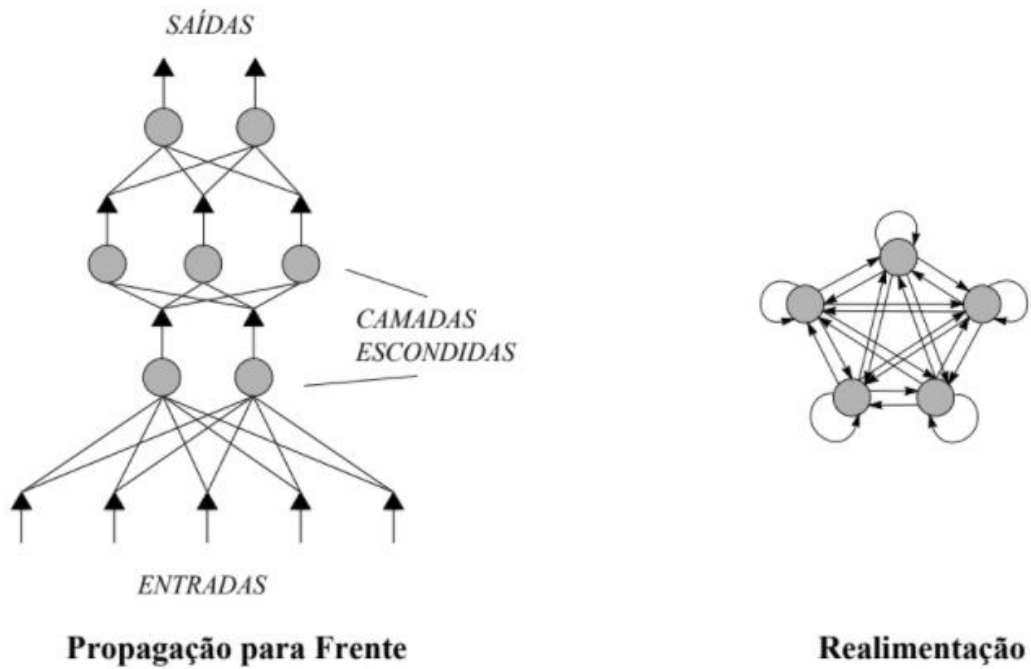 SAÍDAS
CAMADAS
ESCONDIDAS
ENTRADAS
Propagação para Frente
Realimentação